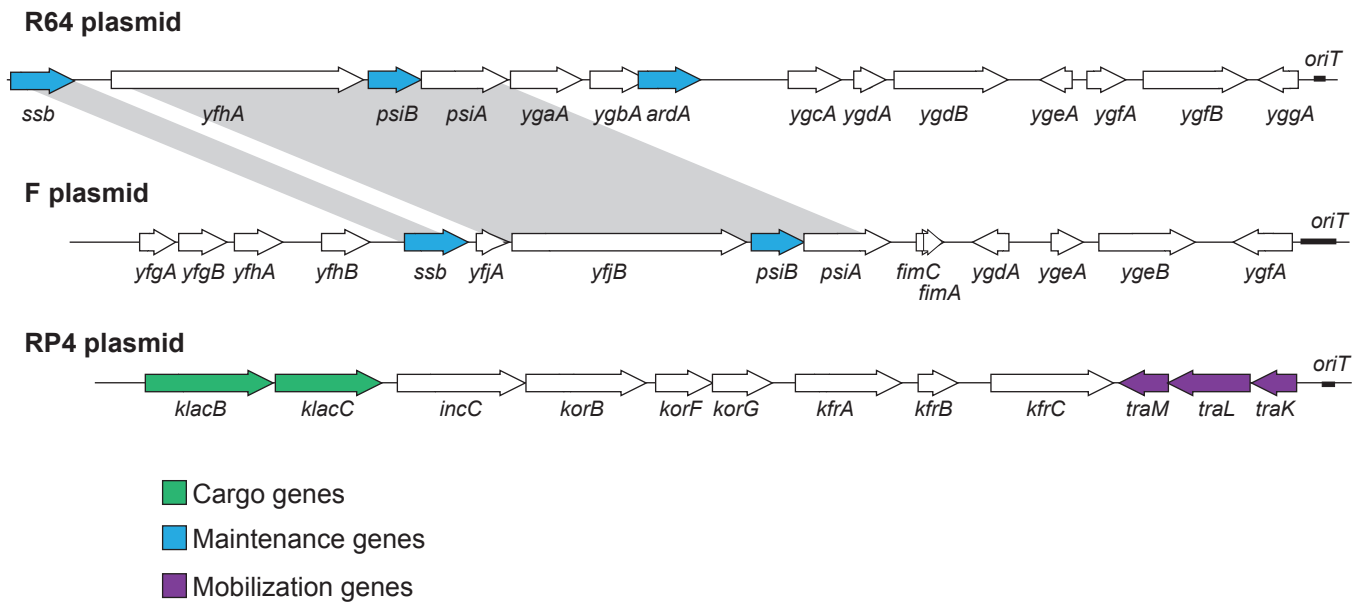 R64 plasmid
oriT
ssb yfhA psiB psiA ygaA ygbA ardA ygcA ygdA ygdB ygeA ygfA ygfB yggA
F plasmid
oriT
yfgA yfgB yfhA yfhB ssb yfjA yfjB psiB psiA fimC ygdA ygeA ygeB ygfA
fimA
RP4 plasmid
oriT
klacB klacC incC korB korF korG kfrA kfrB kfrC traM traL traK
Cargo genes
Maintenance genes
Mobilization genes